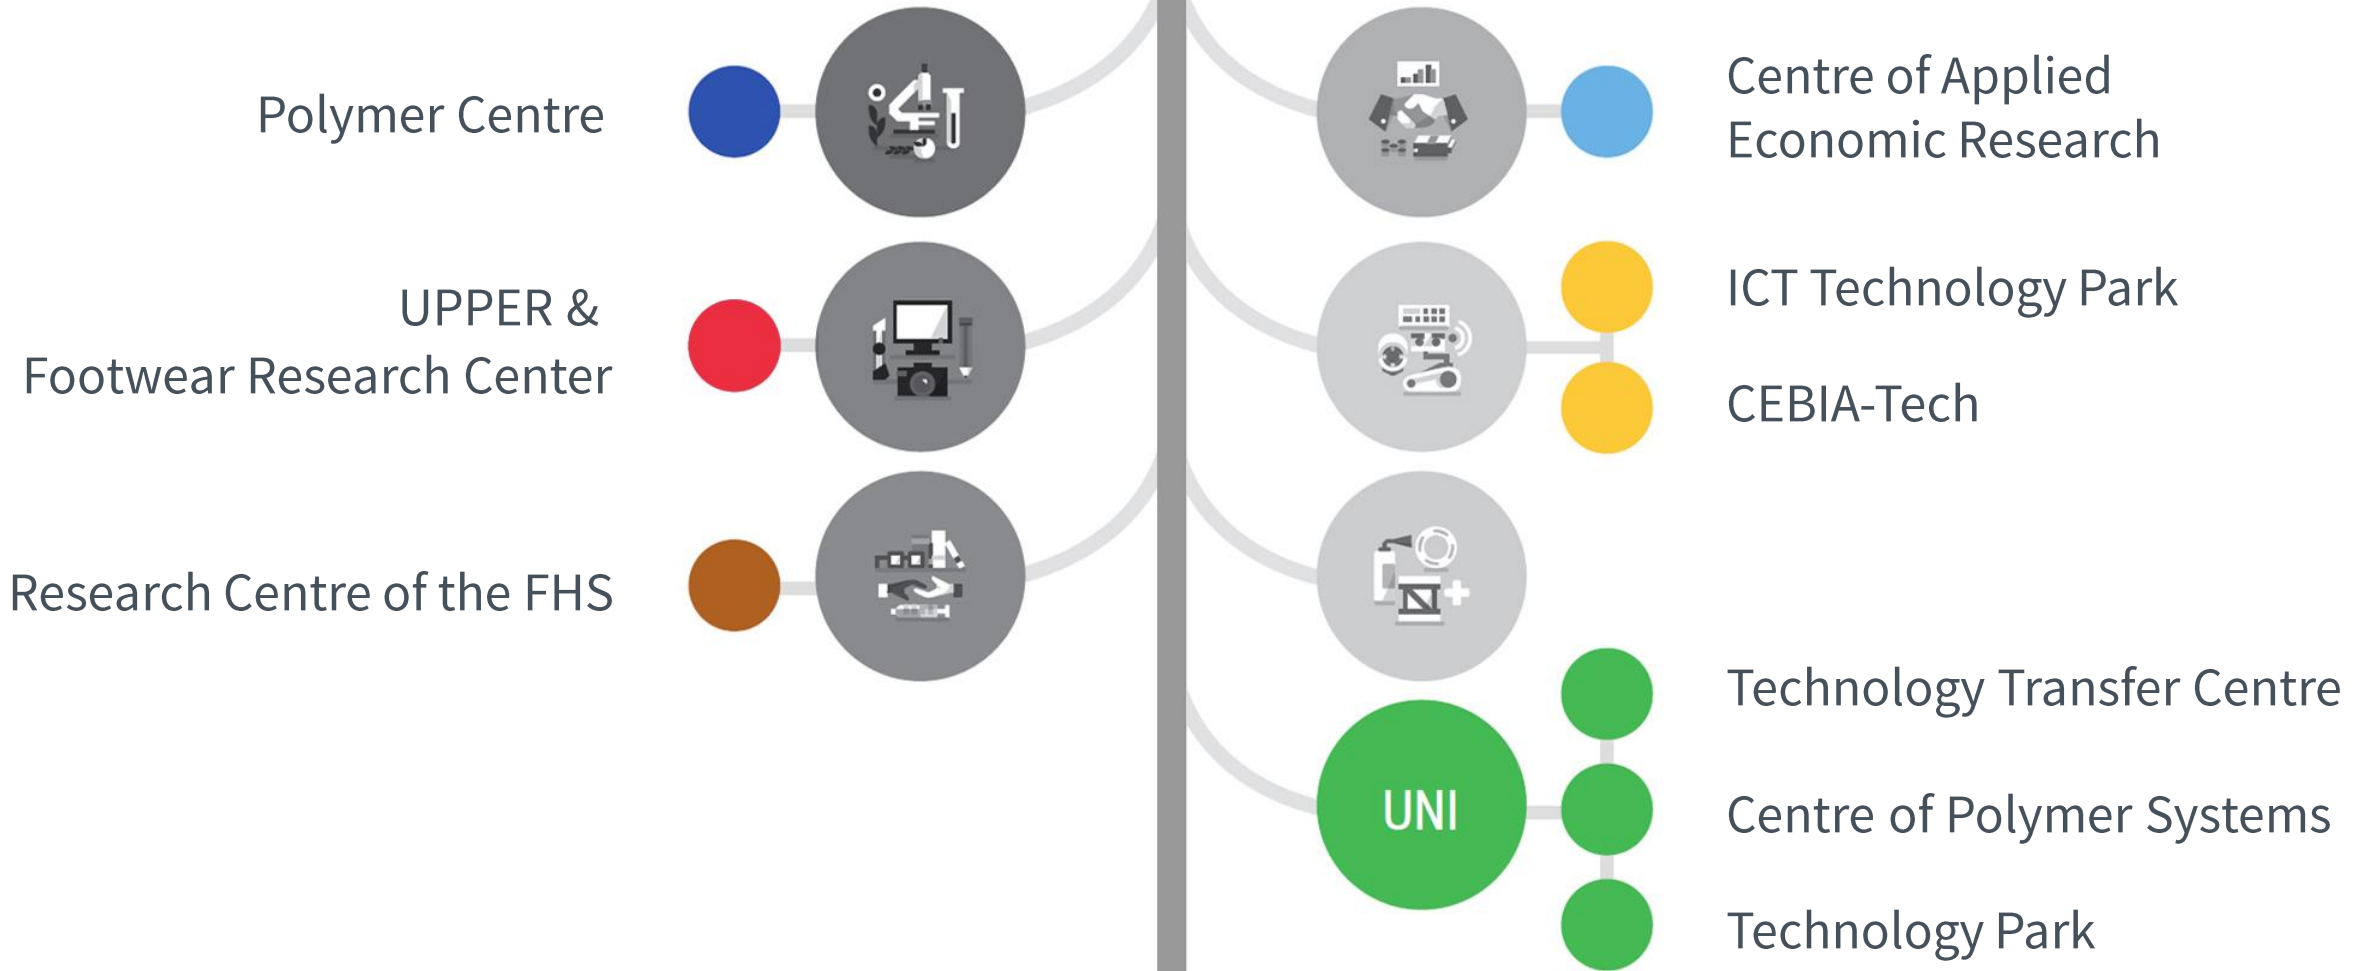 Polymer Centre
UPPER &
Footwear Research Center
Research Centre of the FHS
Centre of Applied
Economic Research
ICT Technology Park
CEBIA-Tech
UNI
Technology Transfer Centre
Centre of Polymer Systems
Technology Park